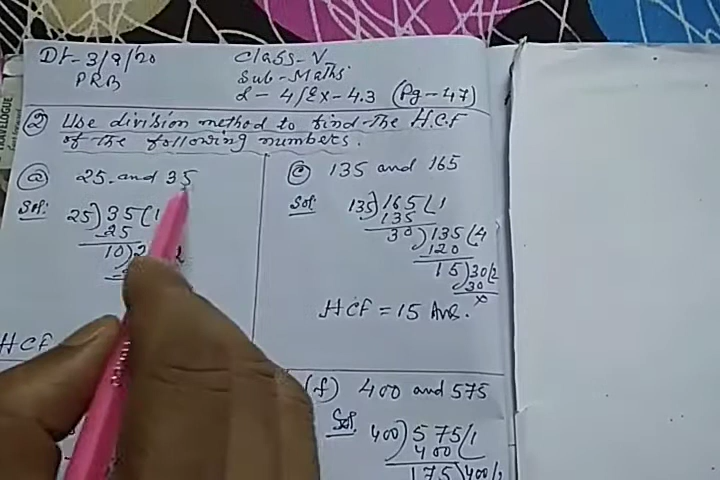 Dt-3/9/20
PRB
Class-V
Sub-Maths
L-4/Ex-4.3 (Pg-47)
② Use division method to find the H.C.F
of the following numbers.
ⓐ 25 and 35
Sol:
25)35(1
25
10)2
HCF
ⓒ 135 and 165
Sol:
135)165(1
135
30)135(4
120
15)30(2
30
x
HCF = 15 Ans.
(f) 400 and 575
Sol.
400)575(1
400
175)400(2
TRAVELOGUE